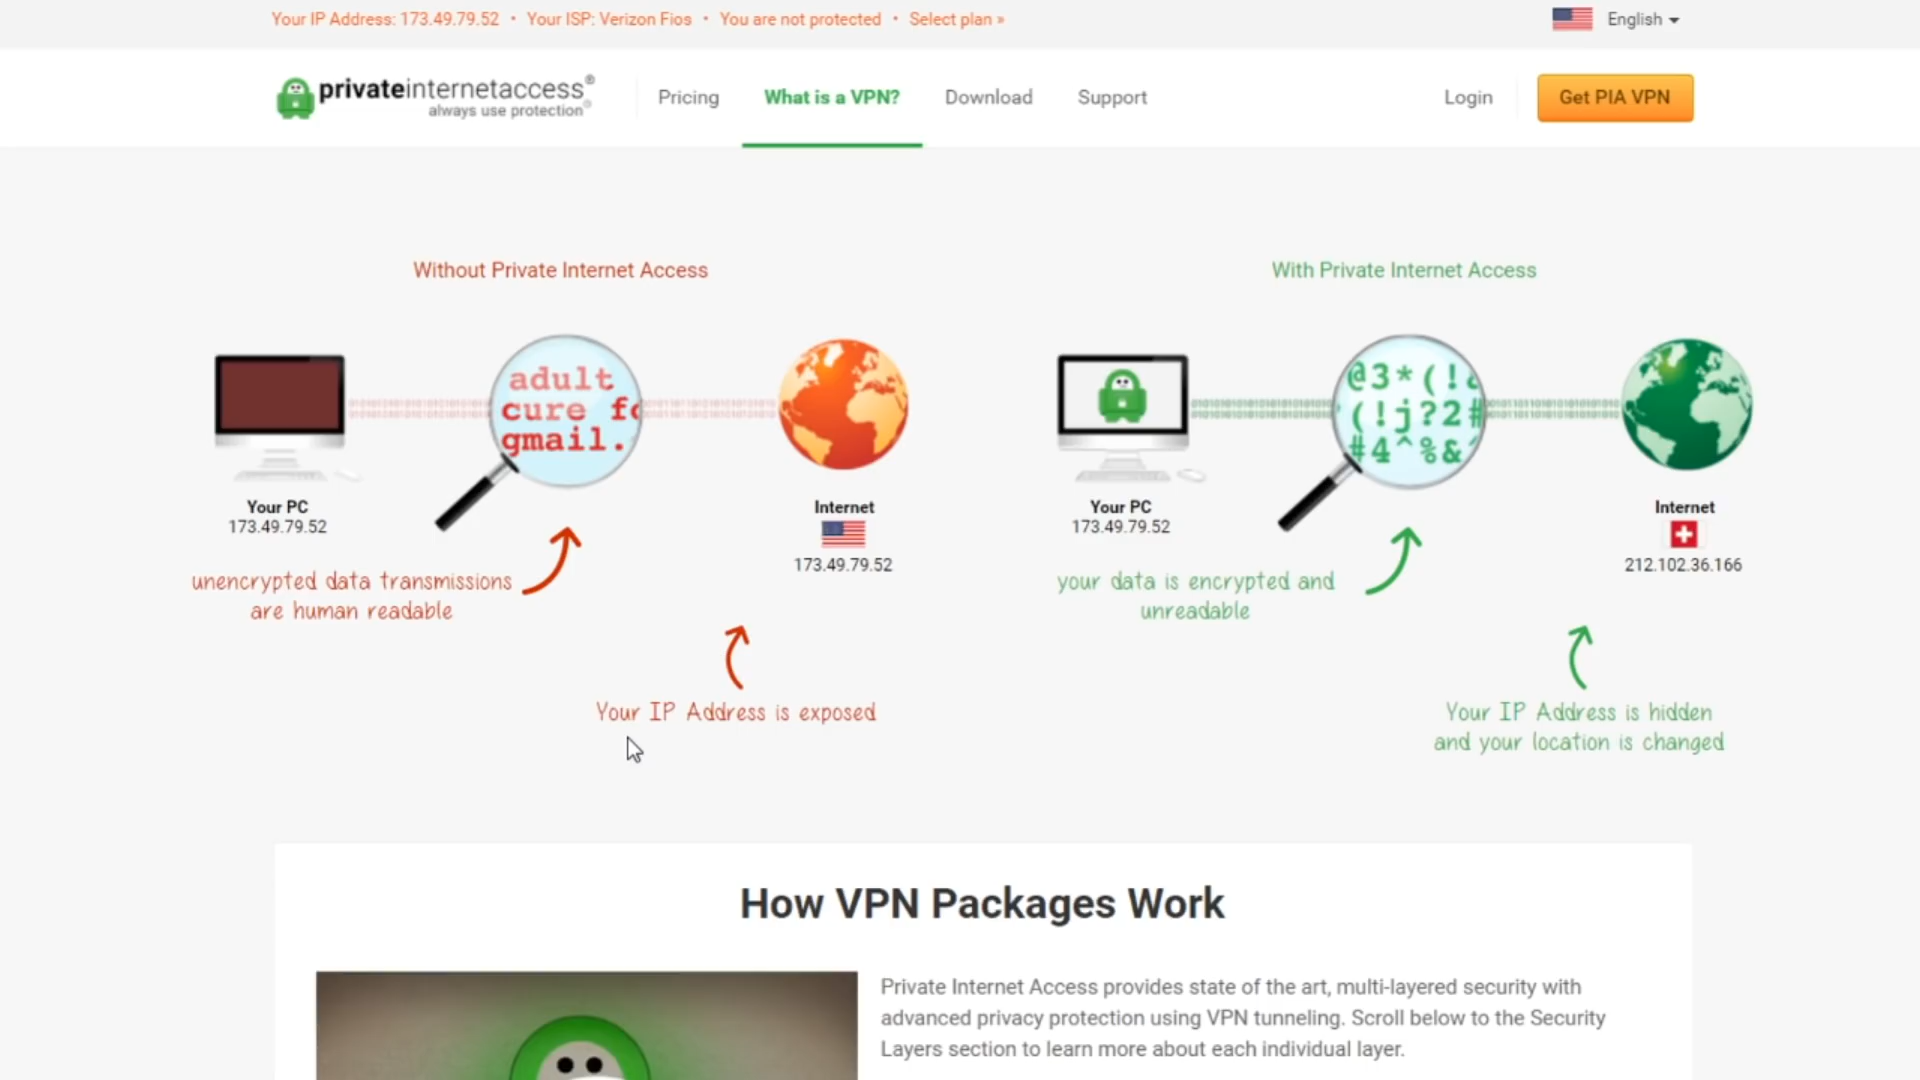 Your IP Address: 173.49.79.52 • Your ISP: Verizon Fios • You are not protected • Select plan »
English
privateinternetaccess®
always use protection®
Pricing
What is a VPN?
Download
Support
Login
Get PIA VPN
Without Private Internet Access
adult
cure fo
gmail.
Your PC
173.49.79.52
Internet
173.49.79.52
unencrypted data transmissions
are human readable
Your IP Address is exposed
With Private Internet Access
@3*(!
(!j?2#
#4^%&
Your PC
173.49.79.52
Internet
212.102.36.166
your data is encrypted and
unreadable
Your IP Address is hidden
and your location is changed
How VPN Packages Work
Private Internet Access provides state of the art, multi-layered security with
advanced privacy protection using VPN tunneling. Scroll below to the Security
Layers section to learn more about each individual layer.